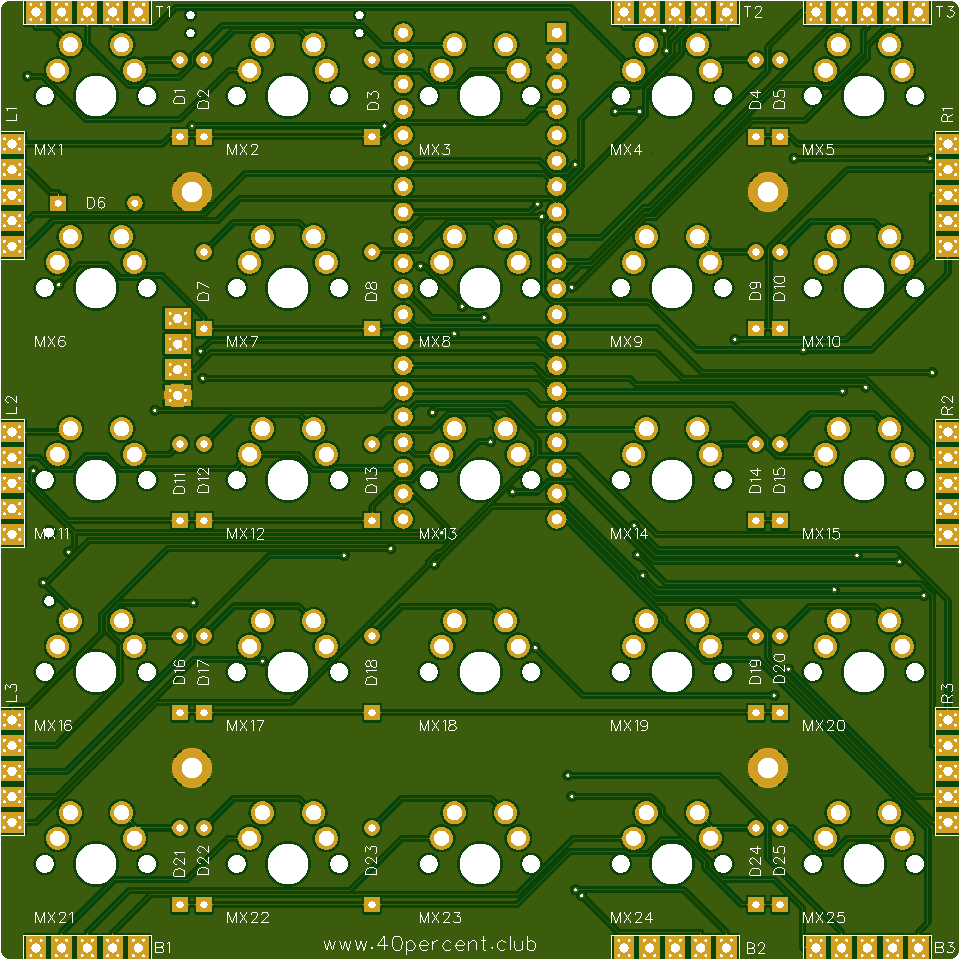 T1 T2 T3
L1 D1 D2 D3 D4 D5 R1
MX1 MX2 MX3 MX4 MX5
D6
D7 D8 D9 D10
MX6 MX7 MX8 MX9 MX10
L2 R2
D11 D12 D13 D14 D15
MX11 MX12 MX13 MX14 MX15
D16 D17 D18 D19 D20
L3 R3
MX16 MX17 MX18 MX19 MX20
D21 D22 D23 D24 D25
MX21 MX22 MX23 MX24 MX25
B1 www.40percent.club B2 B3